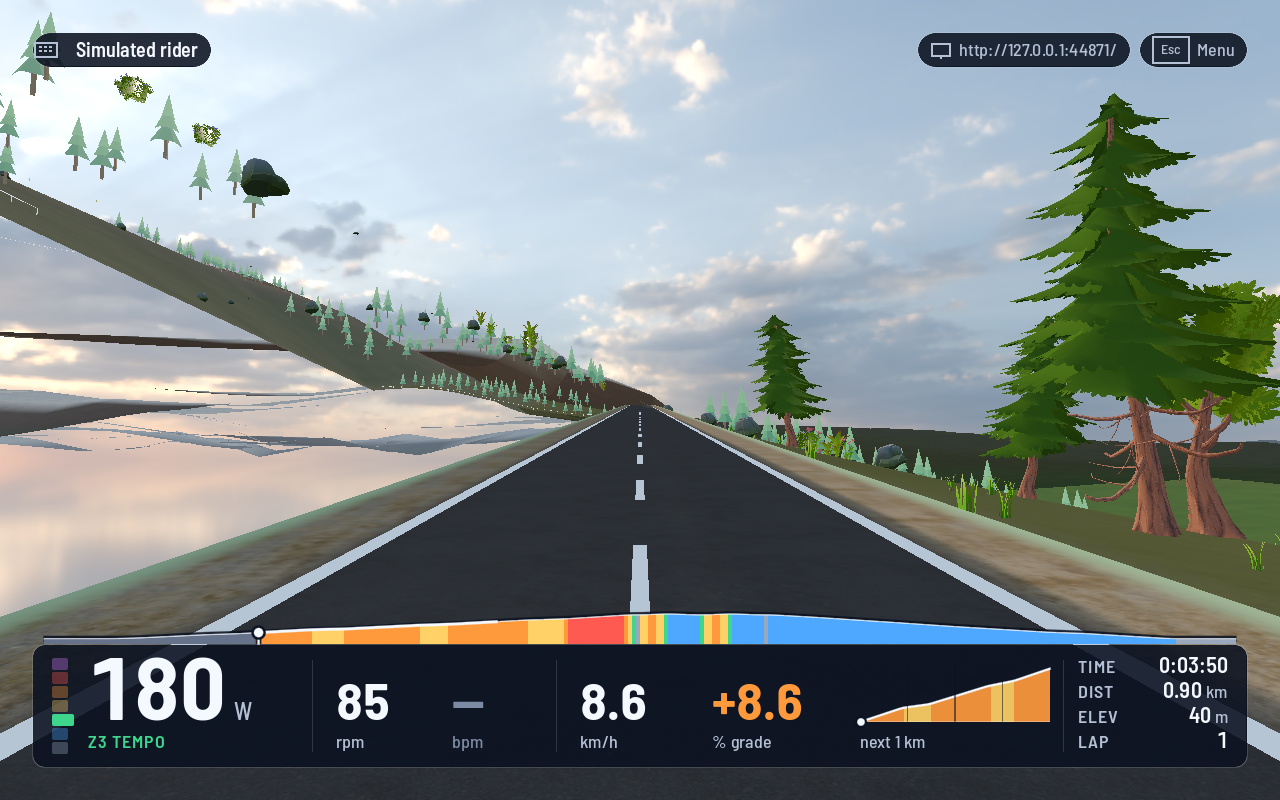 Simulated rider
http://127.0.0.1:44871/
Esc Menu
180 W
Z3 TEMPO
85
rpm
—
bpm
8.6
km/h
+8.6
% grade
next 1 km
TIME 0:03:50
DIST 0.90 km
ELEV 40 m
LAP 1